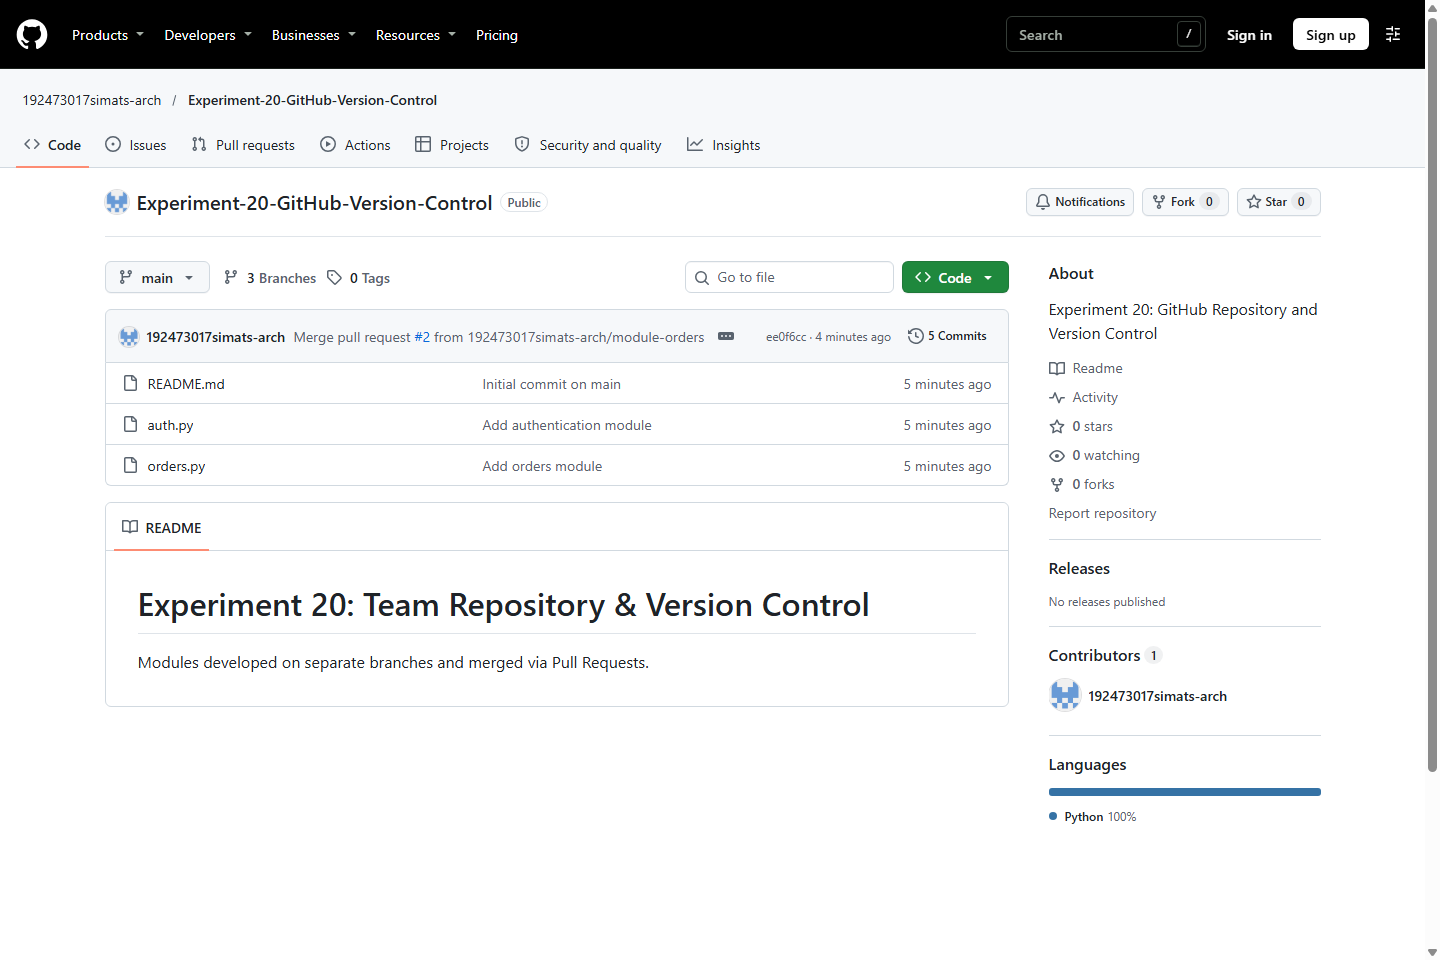 Products Developers Businesses Resources Pricing Search / Sign in Sign up
192473017simats-arch / Experiment-20-GitHub-Version-Control
Code Issues Pull requests Actions Projects Security and quality Insights
Experiment-20-GitHub-Version-Control Public Notifications Fork 0 Star 0
main 3 Branches 0 Tags Go to file Code
192473017simats-arch Merge pull request #2 from 192473017simats-arch/module-orders ee0f6cc · 4 minutes ago 5 Commits
README.md Initial commit on main 5 minutes ago
auth.py Add authentication module 5 minutes ago
orders.py Add orders module 5 minutes ago
README
Experiment 20: Team Repository & Version Control
Modules developed on separate branches and merged via Pull Requests.
About
Experiment 20: GitHub Repository and
Version Control
Readme
Activity
0 stars
0 watching
0 forks
Report repository
Releases
No releases published
Contributors 1
192473017simats-arch
Languages
Python 100%